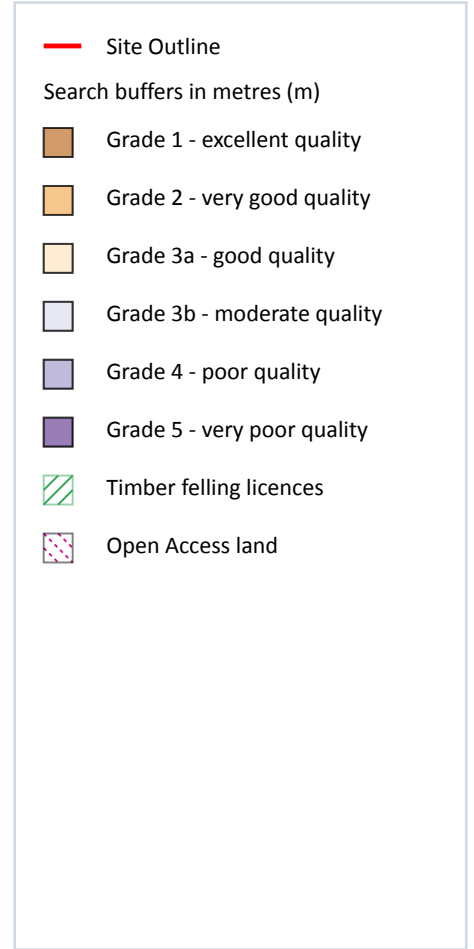 Site Outline
Search buffers in metres (m)
Grade 1 - excellent quality
Grade 2 - very good quality
Grade 3a - good quality
Grade 3b - moderate quality
Grade 4 - poor quality
Grade 5 - very poor quality
Timber felling licences
Open Access land